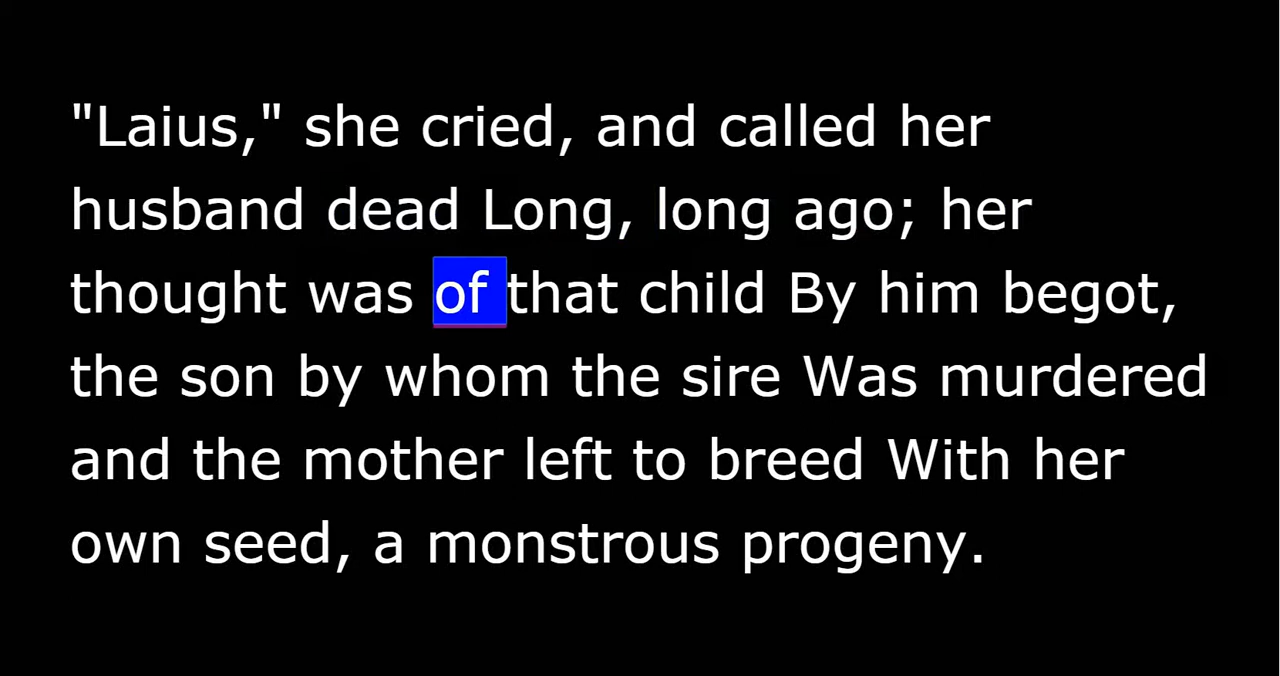 "Laius," she cried, and called her
husband dead Long, long ago; her
thought was of that child By him begot,
the son by whom the sire Was murdered
and the mother left to breed With her
own seed, a monstrous progeny.